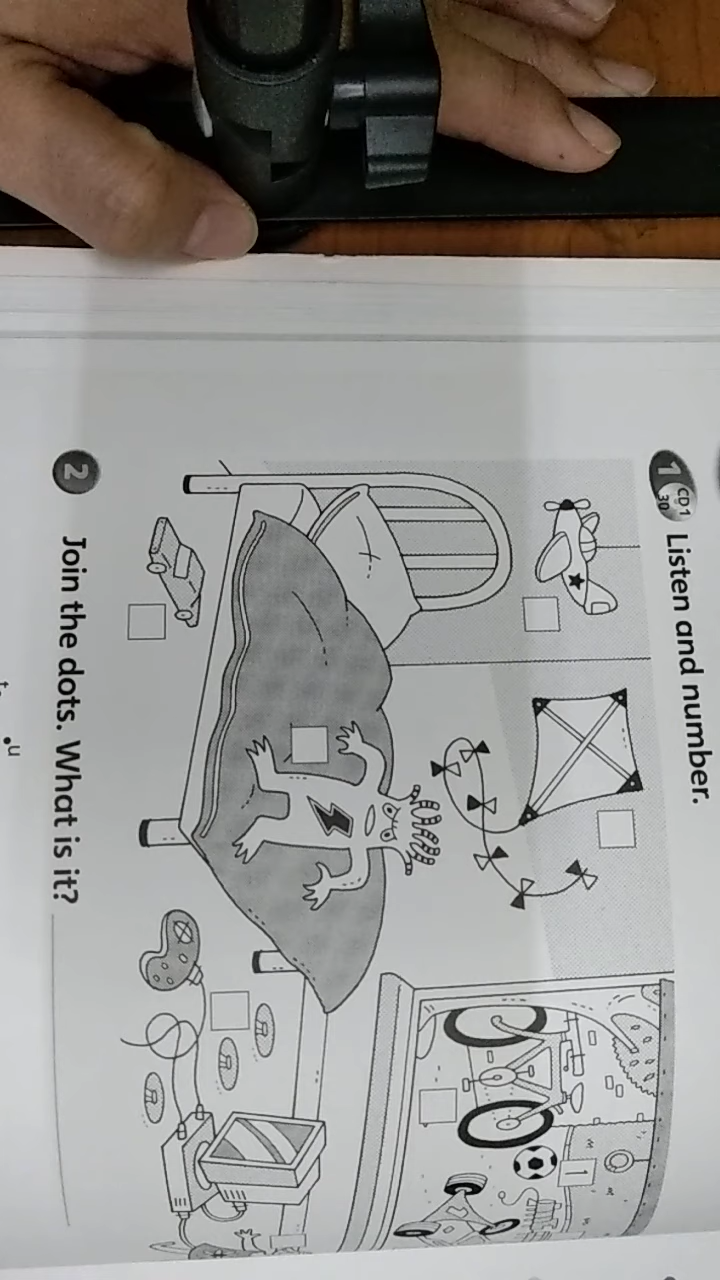 1 CD1 30 Listen and number.
1
2 Join the dots. What is it?
u